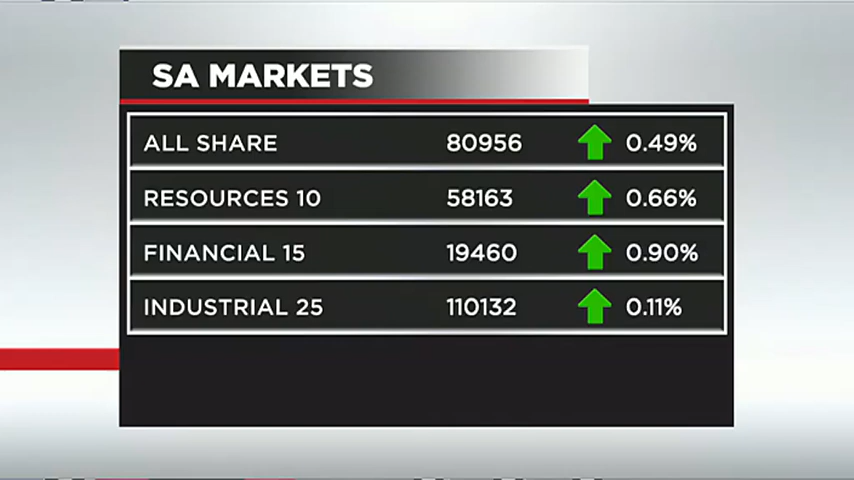 SA MARKETS
ALL SHARE 80956 0.49%
RESOURCES 10 58163 0.66%
FINANCIAL 15 19460 0.90%
INDUSTRIAL 25 110132 0.11%